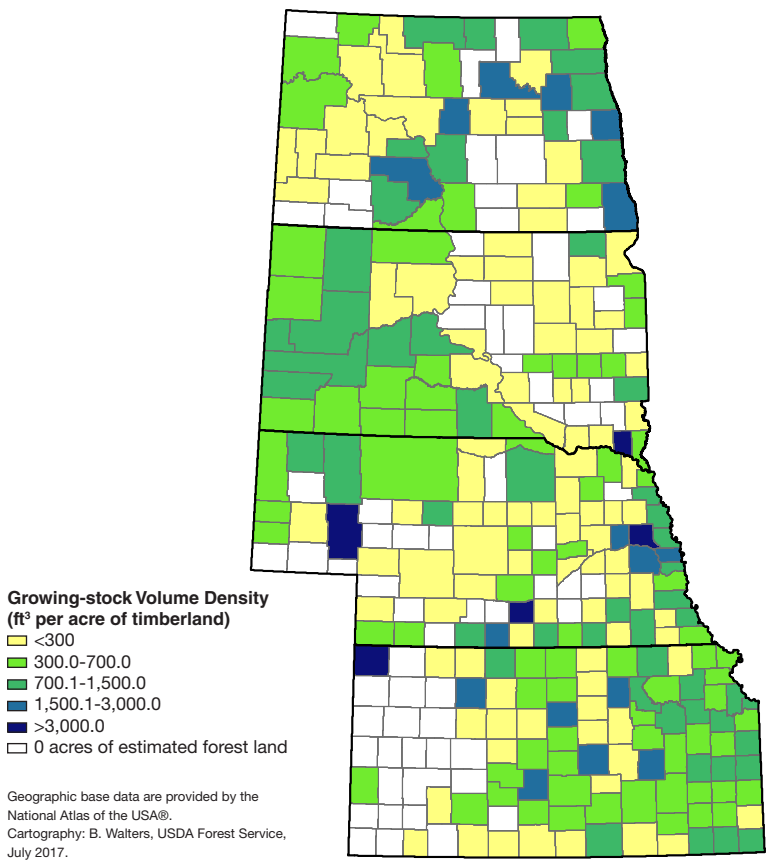 Growing-stock Volume Density
(ft³ per acre of timberland)
<300
300.0-700.0
700.1-1,500.0
1,500.1-3,000.0
>3,000.0
0 acres of estimated forest land
Geographic base data are provided by the
National Atlas of the USA®.
Cartography: B. Walters, USDA Forest Service,
July 2017.